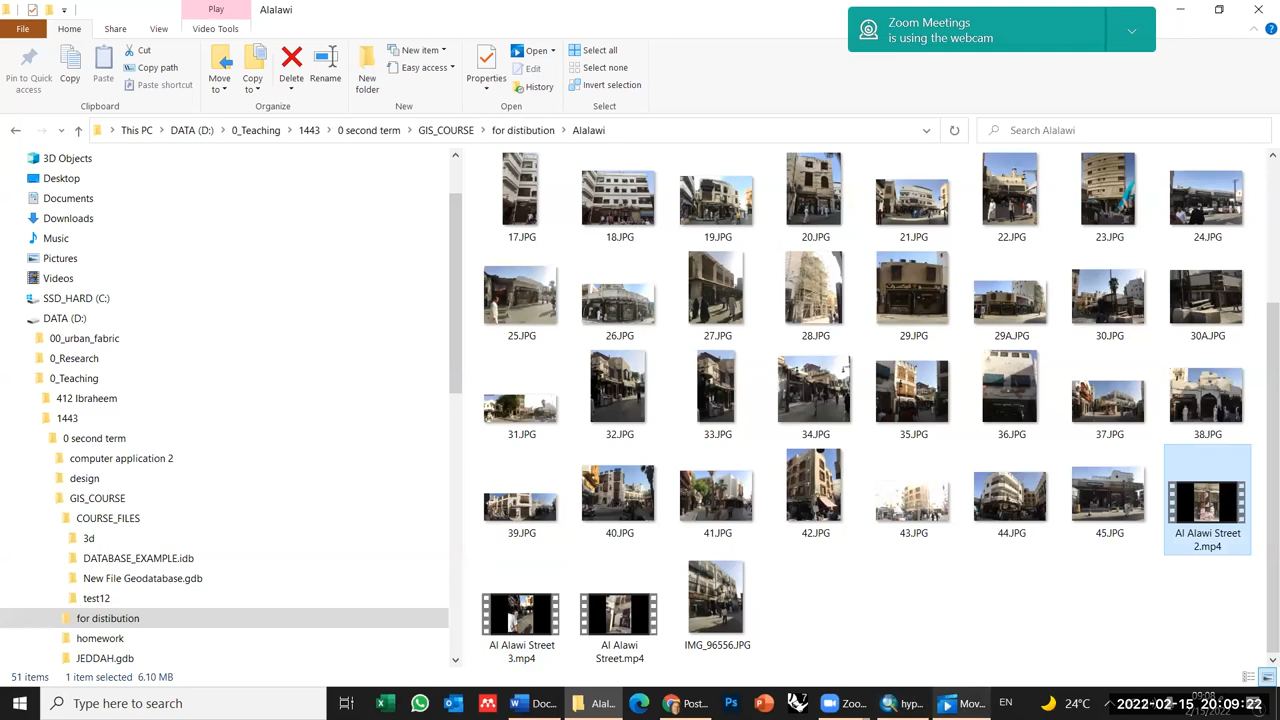 Play
Alalawi
File
Home
Share
View
Video Tools
Zoom Meetings
is using the webcam
Pin to Quick
access
Copy
Paste
Cut
Copy path
Paste shortcut
Move
to
Copy
to
Delete
Rename
New
folder
New item
Easy access
Properties
Open
Edit
History
Select all
Select none
Invert selection
Clipboard
Organize
New
Open
Select
This PC > DATA (D:) > 0_Teaching > 1443 > 0 second term > GIS_COURSE > for distibution > Alalawi
Search Alalawi
3D Objects
Desktop
Documents
Downloads
Music
Pictures
Videos
SSD_HARD (C:)
DATA (D:)
00_urban_fabric
0_Research
0_Teaching
412 Ibraheem
1443
0 second term
computer application 2
design
GIS_COURSE
COURSE_FILES
3d
DATABASE_EXAMPLE.idb
New File Geodatabase.gdb
test12
for distibution
homework
JEDDAH.gdb
17.JPG 18.JPG 19.JPG 20.JPG 21.JPG 22.JPG 23.JPG 24.JPG
25.JPG 26.JPG 27.JPG 28.JPG 29.JPG 29A.JPG 30.JPG 30A.JPG
31.JPG 32.JPG 33.JPG 34.JPG 35.JPG 36.JPG 37.JPG 38.JPG
39.JPG 40.JPG 41.JPG 42.JPG 43.JPG 44.JPG 45.JPG Al Alawi Street
2.mp4
Al Alawi Street
3.mp4
Al Alawi
Street.mp4
IMG_96556.JPG
51 items 1 item selected 6.10 MB
Type here to search
Doc...
Alal...
Post...
Zoo...
hyp...
Mov...
EN
24°C
2022-02-15 20:09:22